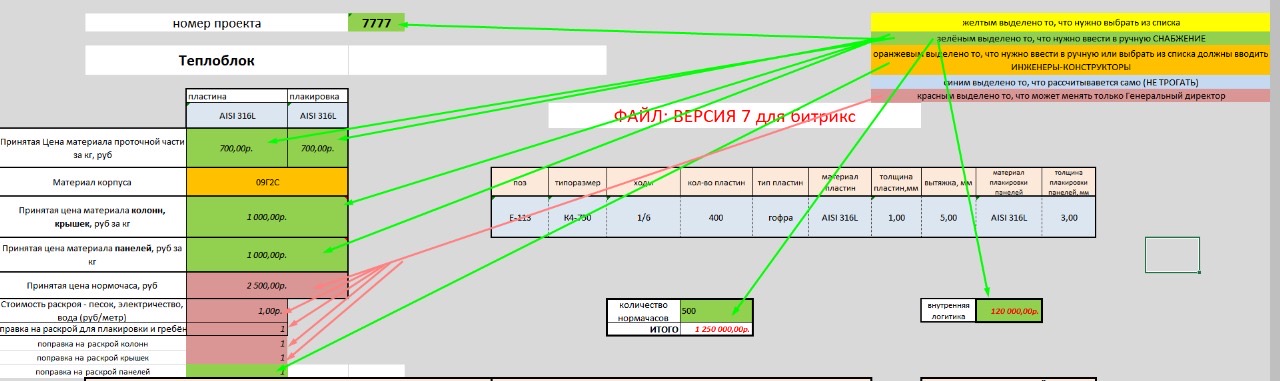 номер проекта 7777
желтым выделено то, что нужно выбрать из списка
зелёным выделено то, что нужно ввести в ручную СНАБЖЕНИЕ
оранжевым выделено то, что нужно ввести в ручную или выбрать из списка должны вводить
ИНЖЕНЕРЫ-КОНСТРУКТОРЫ
синим выделено то, что рассчитывавется само (НЕ ТРОГАТЬ)
красным выделено то, что может менять только Генеральный директор
Теплоблок
ФАЙЛ: ВЕРСИЯ 7 для битрикс
пластина плакировка
AISI 316L AISI 316L
Принятая Цена материала проточной части
за кг, руб
700,00р. 700,00р.
Материал корпуса 09Г2С
Принятая цена материала колонн,
крышек, руб за кг
1 000,00р.
Принятая цена материала панелей, руб за
кг
1 000,00р.
Принятая цена нормочаса, руб 2 500,00р.
Стоимость раскроя - песок, электричество,
вода (руб/метр)
1,00р.
правка на раскрой для плакировки и гребён 1
поправка на раскрой колонн 1
поправка на раскрой крышек 1
поправка на раскрой панелей 1
поз типоразмер ходы кол-во пластин тип пластин материал
пластин толщина
пластин,мм вытяжка, мм материал
плакировки
панелей толщина
плакировки
панелей, мм
Е-113 К4-750 1/6 400 гофра AISI 316L 1,00 5,00 AISI 316L 3,00
количество
нормачасов 500
ИТОГО 1 250 000,00р.
внутренняя
логитика 120 000,00р.